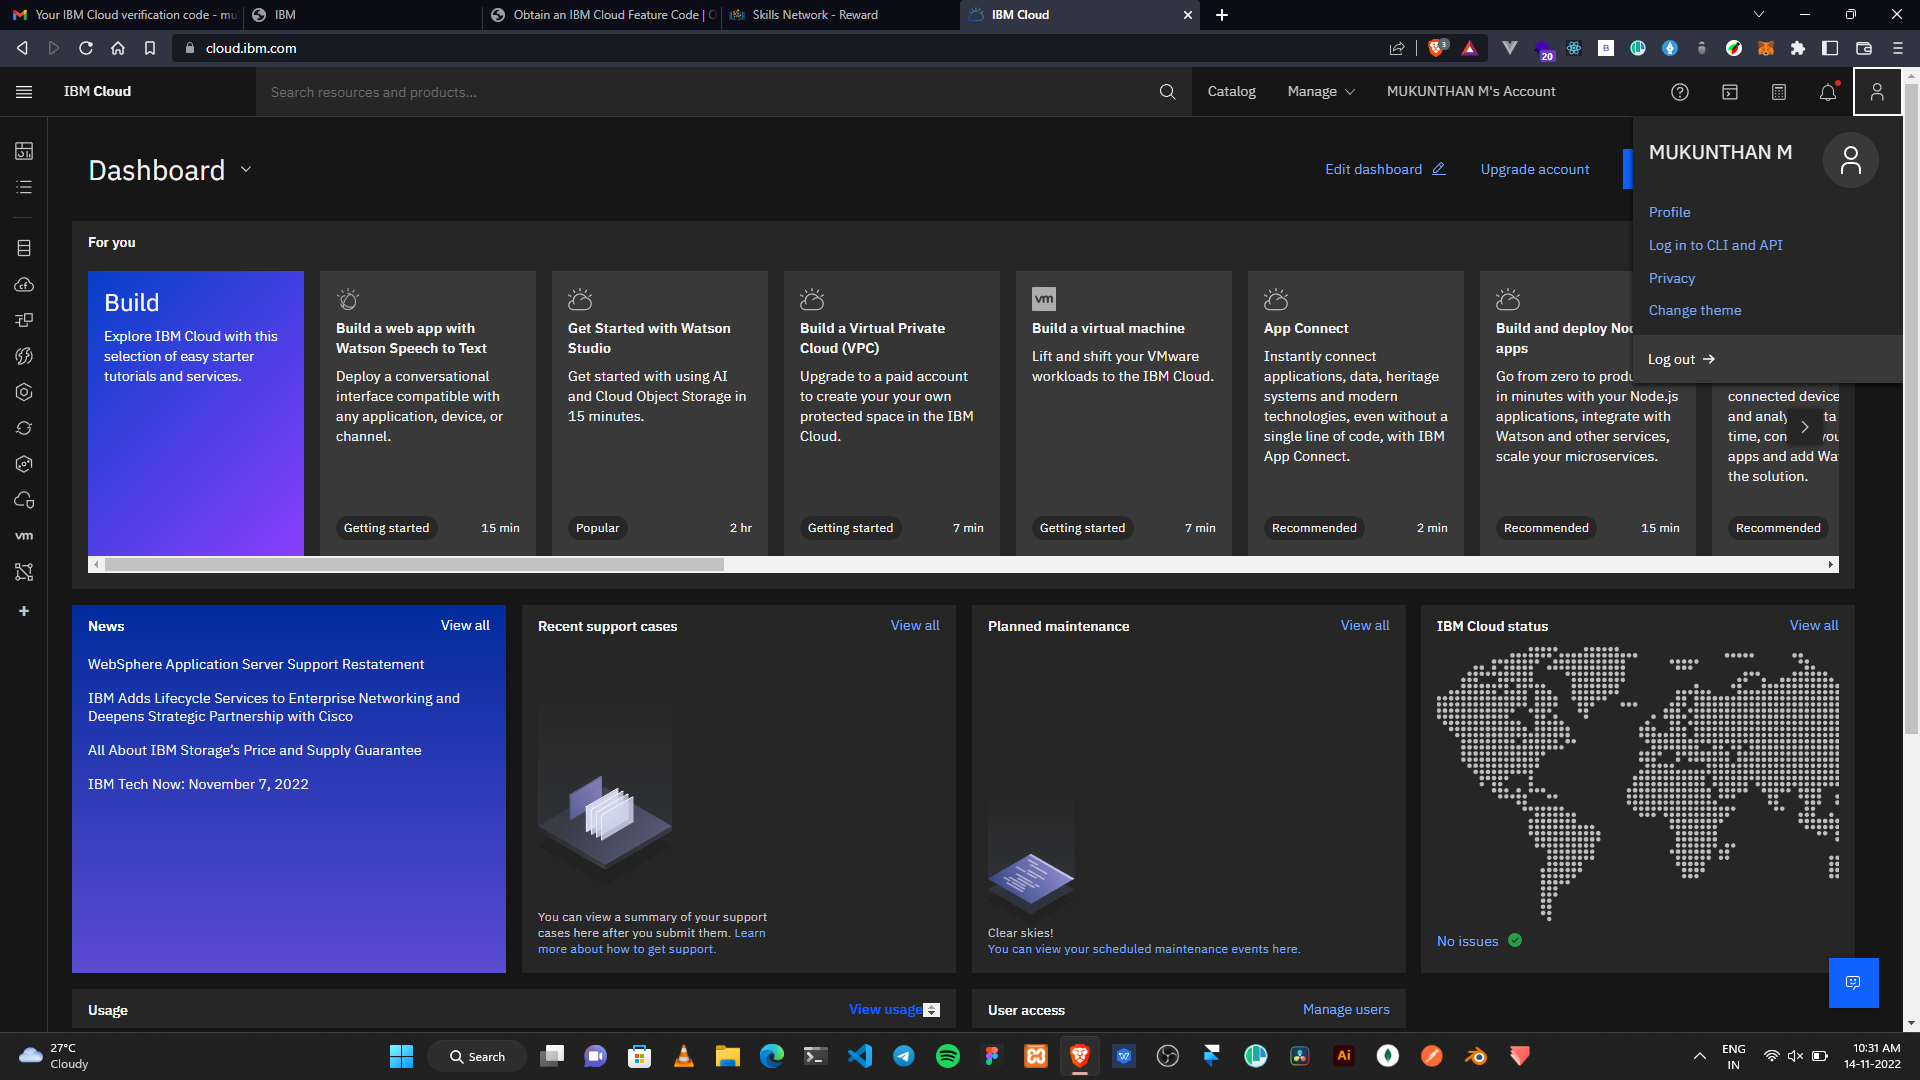 Your IBM Cloud verification code - mu
IBM
Obtain an IBM Cloud Feature Code | O
Skills Network - Reward
IBM Cloud
cloud.ibm.com
3
20
B
IBM Cloud
Search resources and products...
Catalog
Manage
MUKUNTHAN M's Account
MUKUNTHAN M
Profile
Log in to CLI and API
Privacy
Change theme
Log out
Dashboard
Edit dashboard
Upgrade account
For you
Build
Explore IBM Cloud with this
selection of easy starter
tutorials and services.
Build a web app with
Watson Speech to Text
Deploy a conversational
interface compatible with
any application, device, or
channel.
Getting started
15 min
Get Started with Watson
Studio
Get started with using AI
and Cloud Object Storage in
15 minutes.
Popular
2 hr
Build a Virtual Private
Cloud (VPC)
Upgrade to a paid account
to create your your own
protected space in the IBM
Cloud.
Getting started
7 min
vm
Build a virtual machine
Lift and shift your VMware
workloads to the IBM Cloud.
Getting started
7 min
App Connect
Instantly connect
applications, data, heritage
systems and modern
technologies, even without a
single line of code, with IBM
App Connect.
Recommended
2 min
Build and deploy No
apps
Go from zero to produ
in minutes with your Node.js
applications, integrate with
Watson and other services,
scale your microservices.
Recommended
15 min
connected device
and analy ta
time, con you
apps and add Wa
the solution.
Recommended
cf
vm
News
View all
WebSphere Application Server Support Restatement
IBM Adds Lifecycle Services to Enterprise Networking and
Deepens Strategic Partnership with Cisco
All About IBM Storage's Price and Supply Guarantee
IBM Tech Now: November 7, 2022
Recent support cases
View all
You can view a summary of your support
cases here after you submit them. Learn
more about how to get support.
Planned maintenance
View all
Clear skies!
You can view your scheduled maintenance events here.
IBM Cloud status
View all
No issues
Usage
View usage
User access
Manage users
27°C
Cloudy
Search
Ai
ENG
IN
10:31 AM
14-11-2022